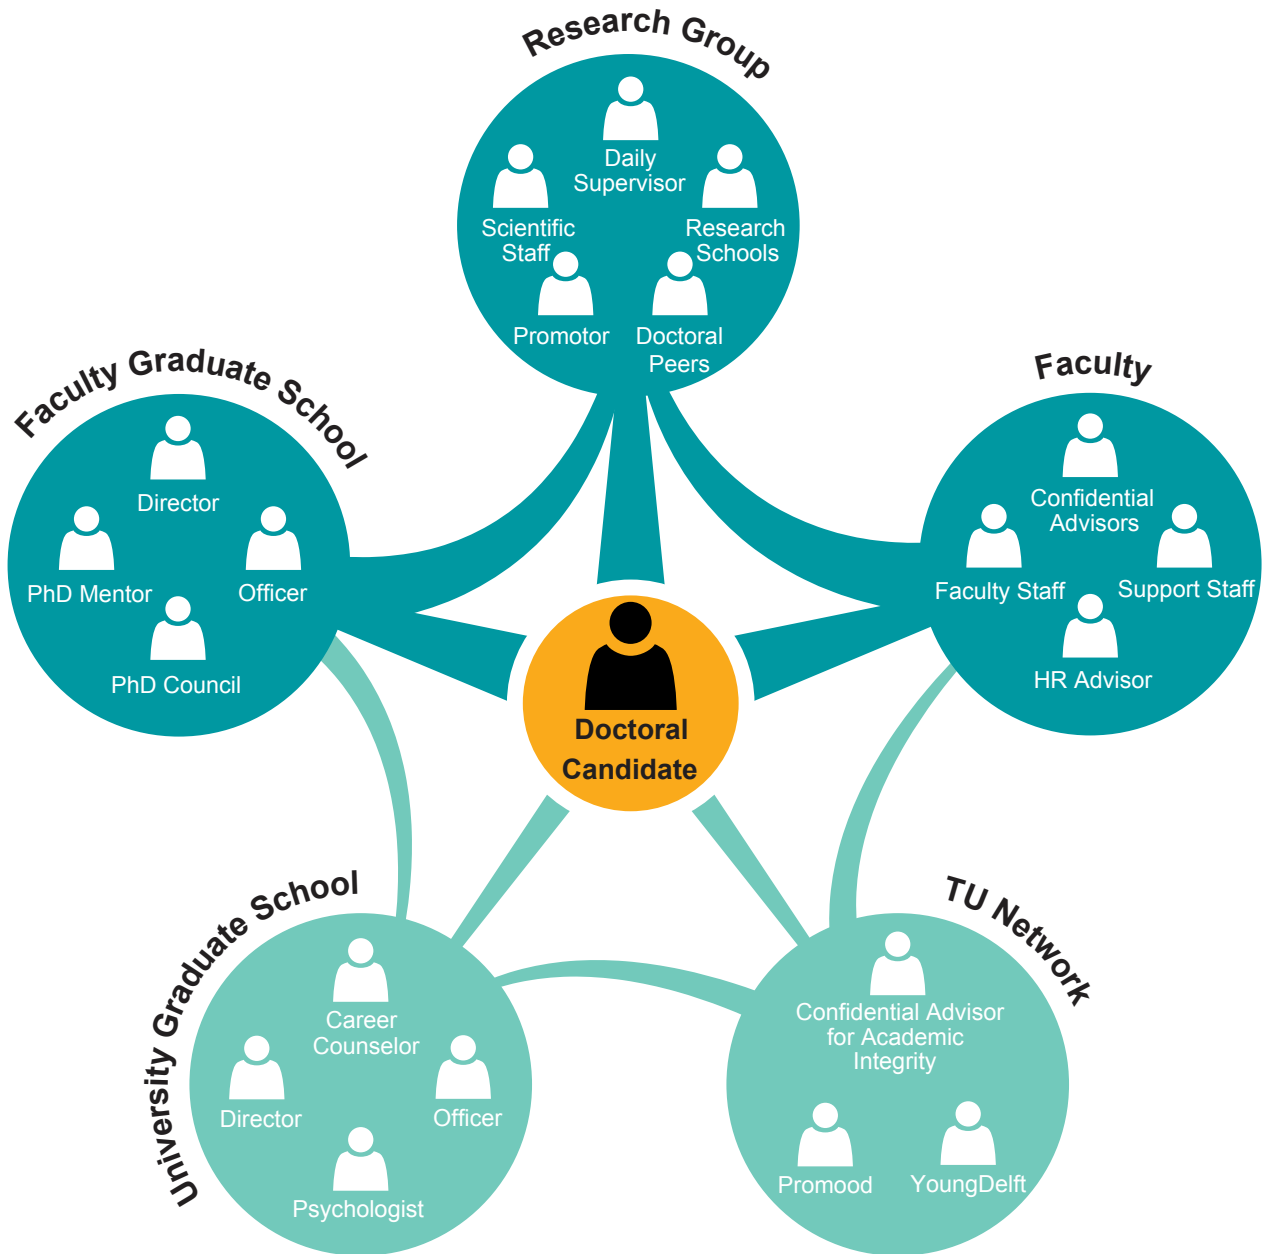 Research Group
Daily
Supervisor
Scientific
Staff
Research
Schools
Promotor
Doctoral
Peers
Faculty Graduate School
Director
PhD Mentor
Officer
PhD Council
Faculty
Confidential
Advisors
Faculty Staff
Support Staff
HR Advisor
Doctoral
Candidate
University Graduate School
Career
Counselor
Director
Officer
Psychologist
TU Network
Confidential Advisor
for Academic
Integrity
Promood
YoungDelft